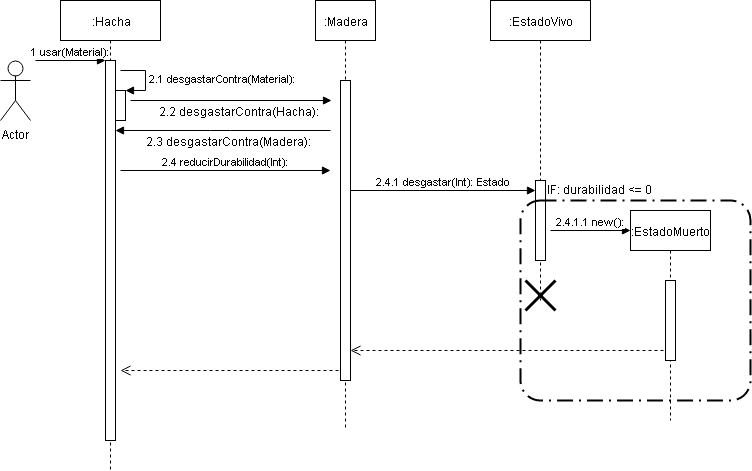 :Hacha
:Madera
:EstadoVivo
1 usar(Material):
2.1 desgastarContra(Material):
2.2 desgastarContra(Hacha):
Actor
2.3 desgastarContra(Madera):
2.4 reducirDurabilidad(Int):
2.4.1 desgastar(Int): Estado
IF: durabilidad <= 0
2.4.1.1 new():
:EstadoMuerto